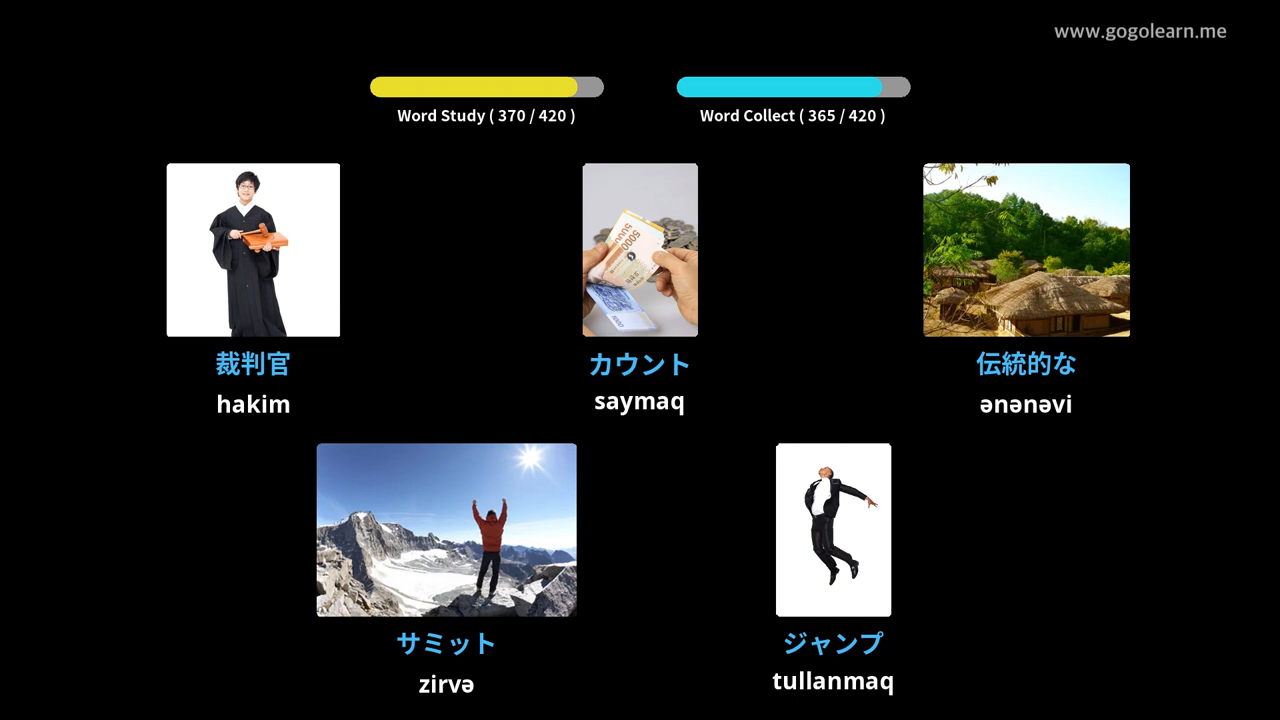 www.gogolearn.me
Word Study ( 370 / 420 )
Word Collect ( 365 / 420 )
裁判官
hakim
カウント
saymaq
伝統的な
ənənəvi
サミット
zirvə
ジャンプ
tullanmaq